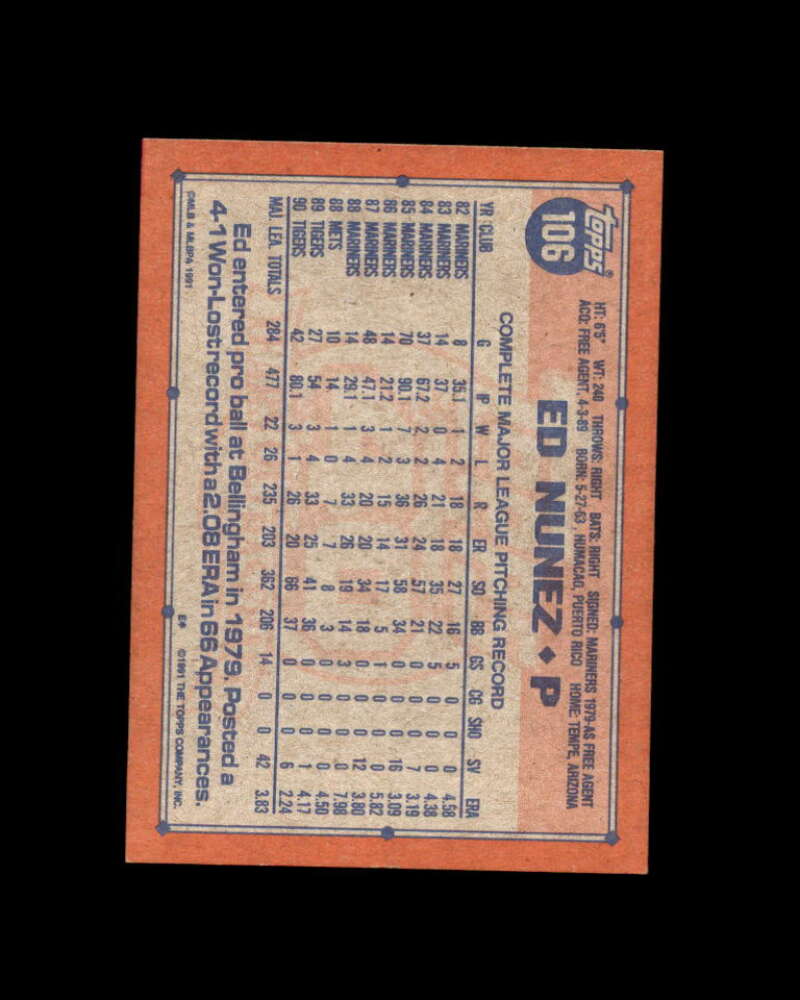 topps®
106
HT: 6'5" WT: 240 THROWS: RIGHT BATS: RIGHT SIGNED: MARINERS 1979-AS FREE AGENT
ACQ: FREE AGENT, 4-3-89 BORN: 5-27-63, HUMACAO, PUERTO RICO HOME: TEMPE, ARIZONA
ED NUNEZ ◆ P
COMPLETE MAJOR LEAGUE PITCHING RECORD
YR CLUB G IP W L R ER SO BB GS CG SHO SV ERA
82 MARINERS 8 35.1 1 2 18 18 27 16 5 0 0 0 4.58
83 MARINERS 14 37 0 4 21 18 35 22 5 0 0 0 4.38
84 MARINERS 37 67.2 2 2 26 24 57 21 0 0 0 7 3.19
85 MARINERS 70 90.1 7 3 36 31 58 34 0 0 0 16 3.09
86 MARINERS 14 21.2 1 2 15 14 17 5 1 0 0 0 5.82
87 MARINERS 48 47.1 3 4 20 20 34 18 0 0 0 12 3.80
88 MARINERS 14 29.1 1 4 33 26 19 14 3 0 0 0 7.98
88 METS 10 14 1 0 7 7 8 3 0 0 0 0 4.50
89 TIGERS 27 54 3 4 33 25 41 36 0 0 0 1 4.17
90 TIGERS 42 80.1 3 1 26 20 66 37 0 0 0 6 2.24
MAJ. LEA. TOTALS 284 477 22 26 235 203 362 206 14 0 0 42 3.83
Ed entered pro ball at Bellingham in 1979. Posted a
4-1 Won-Lost record with a 2.08 ERA in 66 Appearances.
©MLB & MLBPA 1991 E* ©1991 THE TOPPS COMPANY, INC.